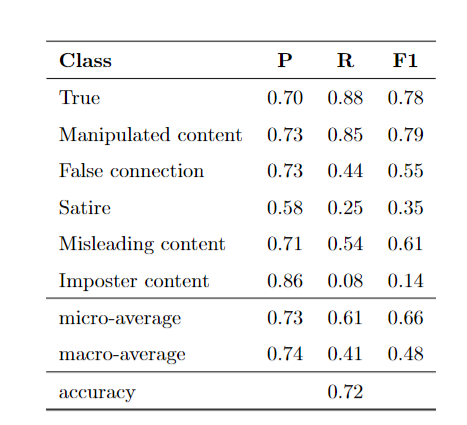 Class P R F1
True 0.70 0.88 0.78
Manipulated content 0.73 0.85 0.79
False connection 0.73 0.44 0.55
Satire 0.58 0.25 0.35
Misleading content 0.71 0.54 0.61
Imposter content 0.86 0.08 0.14
micro-average 0.73 0.61 0.66
macro-average 0.74 0.41 0.48
accuracy 0.72